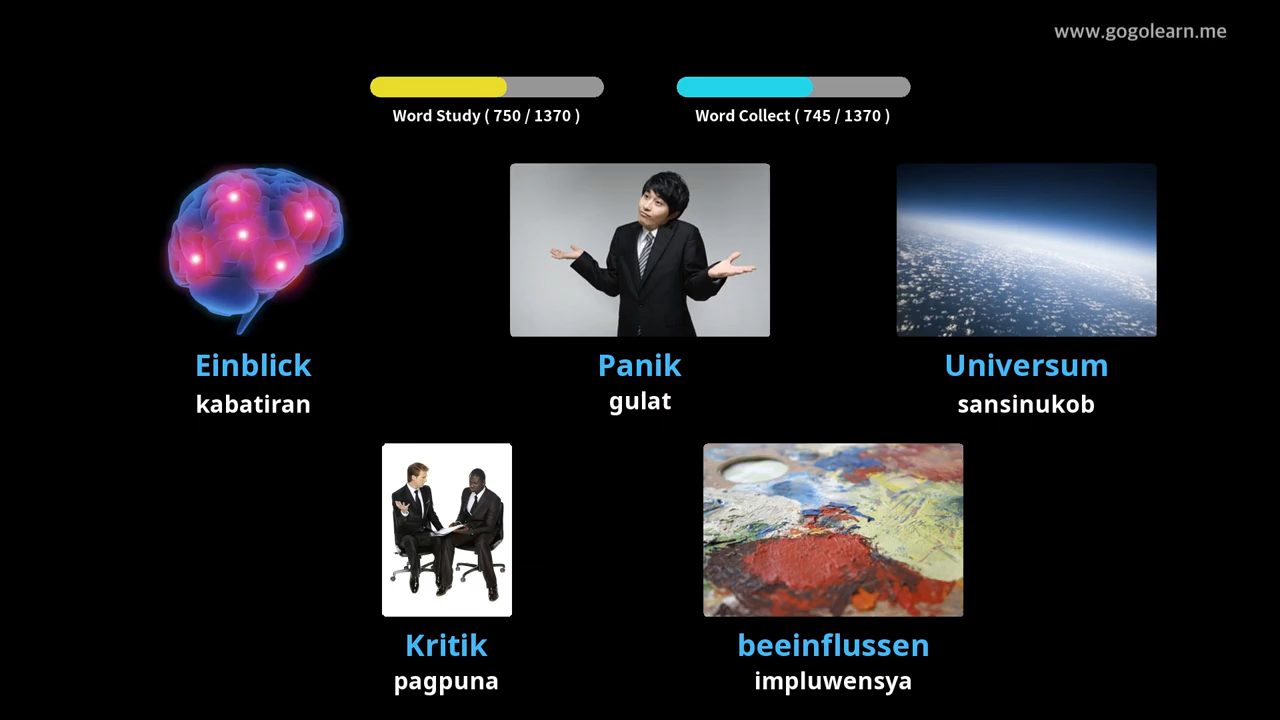 www.gogolearn.me
Word Study ( 750 / 1370 )
Word Collect ( 745 / 1370 )
Einblick
kabatiran
Panik
gulat
Universum
sansinukob
Kritik
pagpuna
beeinflussen
impluwensya